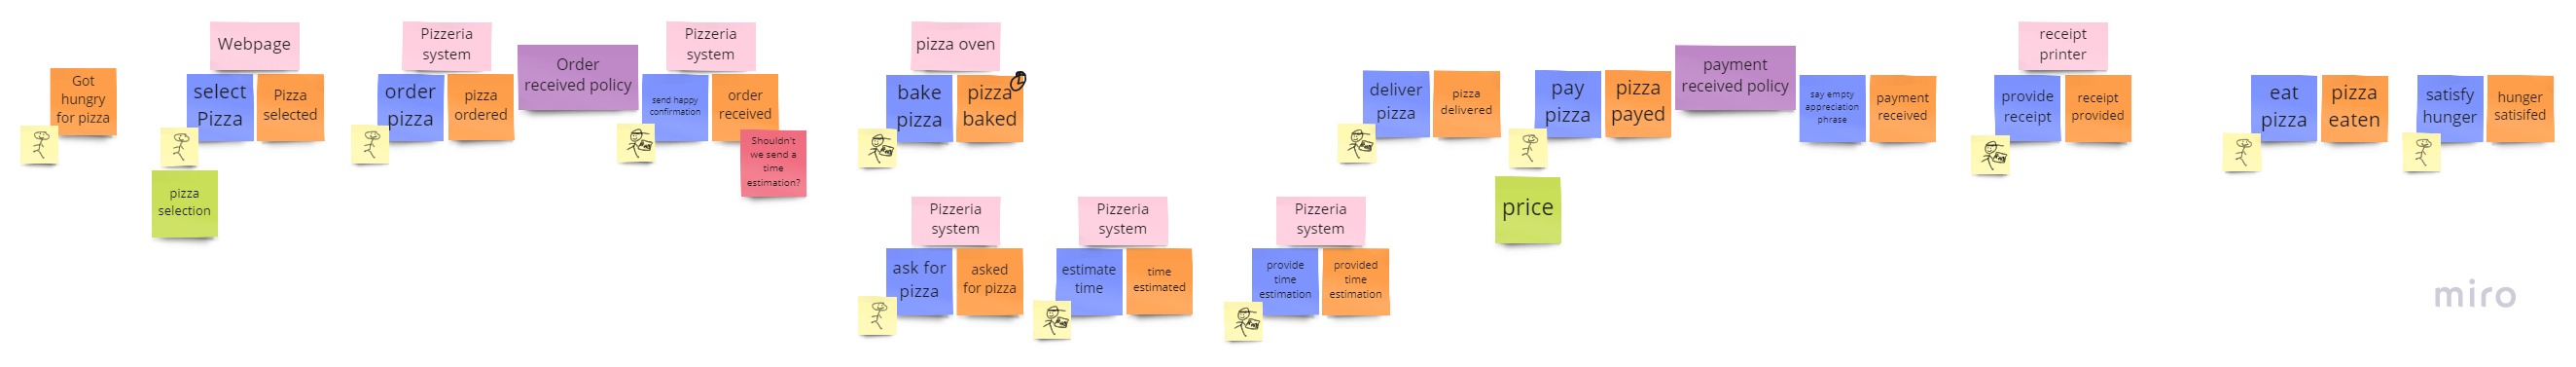 Got
hungry
for pizza
Webpage
select
Pizza
Pizza
selected
pizza
selection
Pizzeria
system
order
pizza
pizza
ordered
Order
received policy
Pizzeria
system
send happy
confirmation
order
received
Shouldn't
we send a
time
estimation?
pizza oven
bake
pizza
pizza
baked
Pizzeria
system
ask for
pizza
asked
for pizza
Pizzeria
system
estimate
time
time
estimated
Pizzeria
system
provide
time
estimation
provided
time
estimation
deliver
pizza
pizza
delivered
pay
pizza
pizza
payed
price
payment
received policy
say empty
appreciation
phrase
payment
received
receipt
printer
provide
receipt
receipt
provided
eat
pizza
pizza
eaten
satisfy
hunger
hunger
satisifed
miro